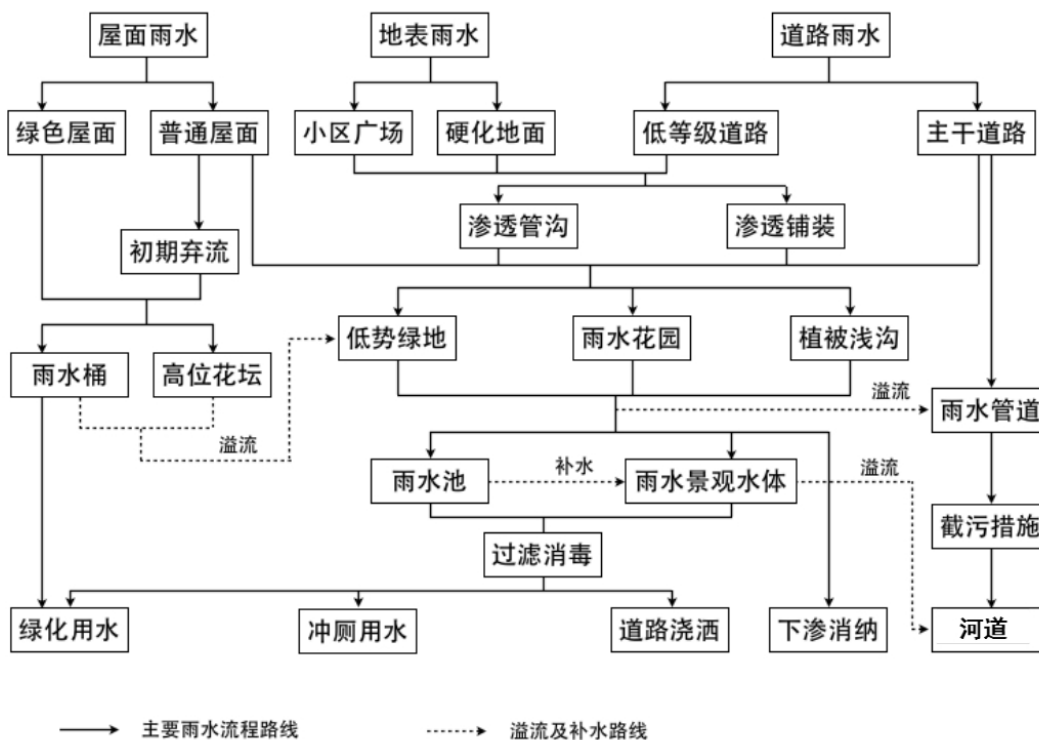 屋面雨水
地表雨水
道路雨水
绿色屋面
普通屋面
小区广场
硬化地面
低等级道路
主干道路
渗透管沟
渗透铺装
初期弃流
低势绿地
雨水花园
植被浅沟
雨水桶
高位花坛
溢流
雨水管道
溢流
补水
溢流
雨水池
雨水景观水体
截污措施
过滤消毒
绿化用水
冲厕用水
道路浇洒
下渗消纳
河道
主要雨水流程路线
溢流及补水路线